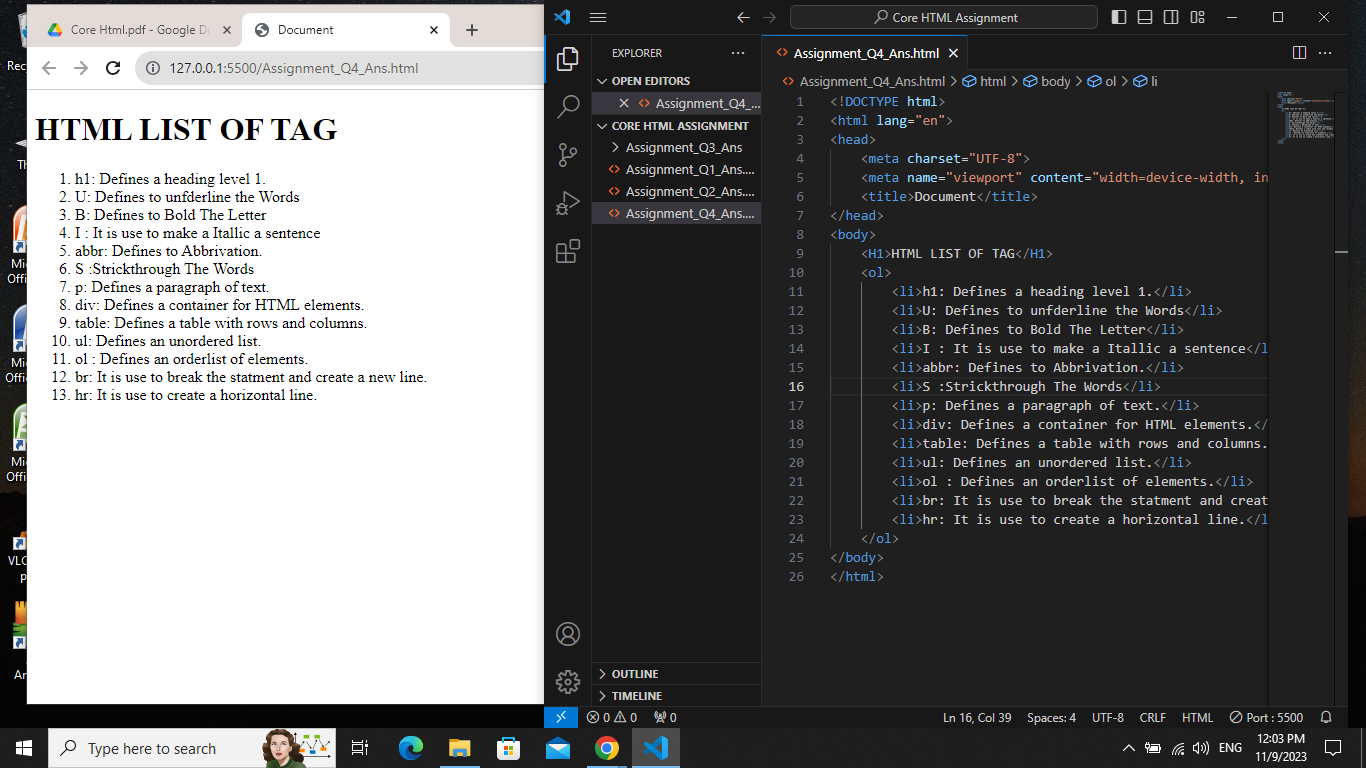 Core Html.pdf - Google D
Document
127.0.0.1:5500/Assignment_Q4_Ans.html
HTML LIST OF TAG
1. h1: Defines a heading level 1.
2. U: Defines to unfderline the Words
3. B: Defines to Bold The Letter
4. I : It is use to make a Itallic a sentence
5. abbr: Defines to Abbrivation.
6. S :Strickthrough The Words
7. p: Defines a paragraph of text.
8. div: Defines a container for HTML elements.
9. table: Defines a table with rows and columns.
10. ul: Defines an unordered list.
11. ol : Defines an orderlist of elements.
12. br: It is use to break the statment and create a new line.
13. hr: It is use to create a horizontal line.
Core HTML Assignment
EXPLORER
OPEN EDITORS
Assignment_Q4_...
CORE HTML ASSIGNMENT
Assignment_Q3_Ans
Assignment_Q1_Ans....
Assignment_Q2_Ans....
Assignment_Q4_Ans....
OUTLINE
TIMELINE
Assignment_Q4_Ans.html
Assignment_Q4_Ans.html > html > body > ol > li
1 <!DOCTYPE html>
2 <html lang="en">
3 <head>
4 <meta charset="UTF-8">
5 <meta name="viewport" content="width=device-width, in
6 <title>Document</title>
7 </head>
8 <body>
9 <H1>HTML LIST OF TAG</H1>
10 <ol>
11 <li>h1: Defines a heading level 1.</li>
12 <li>U: Defines to unfderline the Words</li>
13 <li>B: Defines to Bold The Letter</li>
14 <li>I : It is use to make a Itallic a sentence</l
15 <li>abbr: Defines to Abbrivation.</li>
16 <li>S :Strickthrough The Words</li>
17 <li>p: Defines a paragraph of text.</li>
18 <li>div: Defines a container for HTML elements.</
19 <li>table: Defines a table with rows and columns.
20 <li>ul: Defines an unordered list.</li>
21 <li>ol : Defines an orderlist of elements.</li>
22 <li>br: It is use to break the statment and creat
23 <li>hr: It is use to create a horizontal line.</l
24 </ol>
25 </body>
26 </html>
0 0 0 Ln 16, Col 39 Spaces: 4 UTF-8 CRLF HTML Port : 5500
Rec
Mic
Offi
Mic
Offic
Mic
Offi
VLC
p
Ar
Type here to search
ENG
12:03 PM
11/9/2023